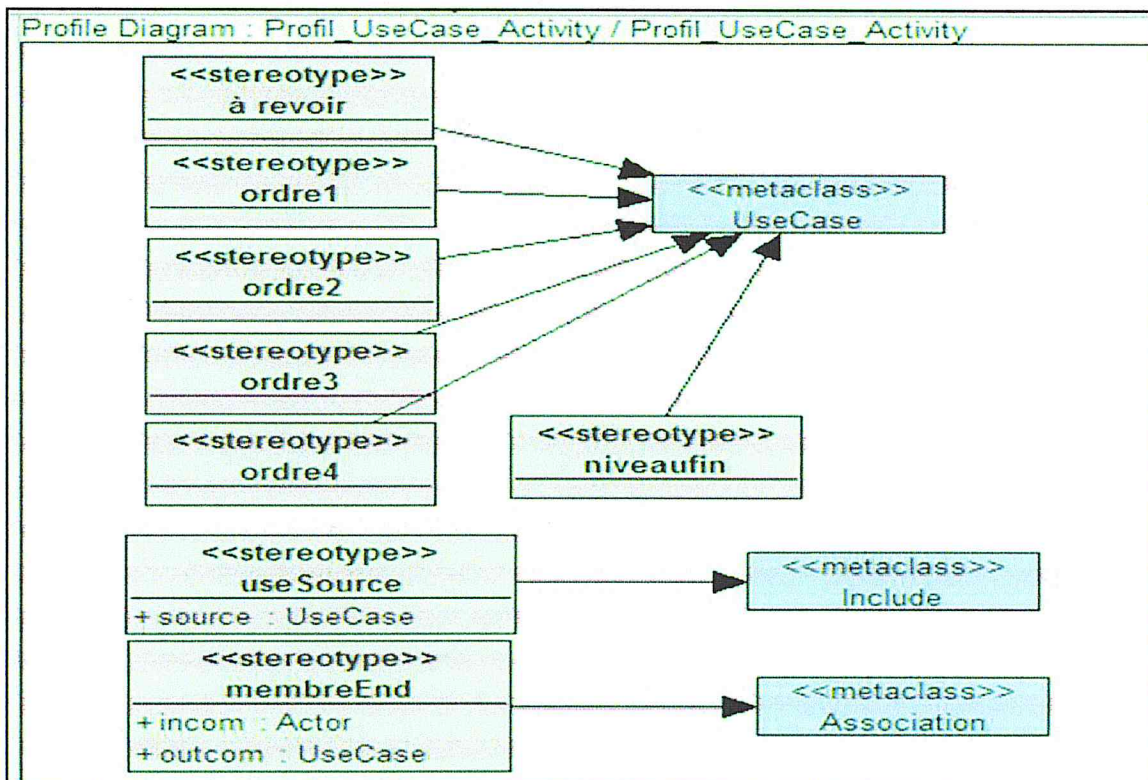 Profile Diagram : Profil_UseCase_Activity / Profil_UseCase_Activity
<<stereotype>>
à revoir
<<stereotype>>
ordre1
<<metaclass>>
UseCase
<<stereotype>>
ordre2
<<stereotype>>
ordre3
<<stereotype>>
ordre4
<<stereotype>>
niveaufin
<<stereotype>>
useSource
+ source : UseCase
<<metaclass>>
Include
<<stereotype>>
membreEnd
+ incom : Actor
+ outcom : UseCase
<<metaclass>>
Association